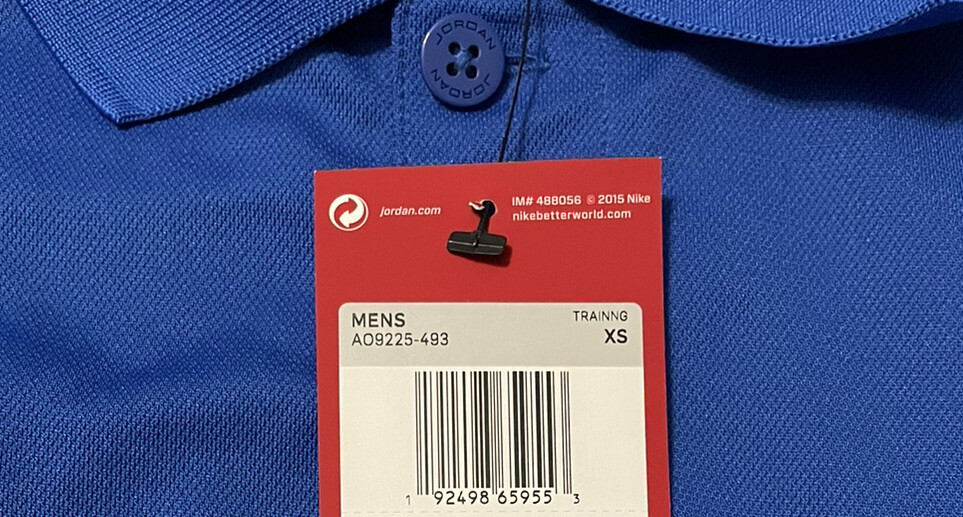 JORDAN
JORDAN
jordan.com
IM# 488056 © 2015 Nike
nikebetterworld.com
MENS
TRAINNG
AO9225-493
XS
1 92498 65955 3